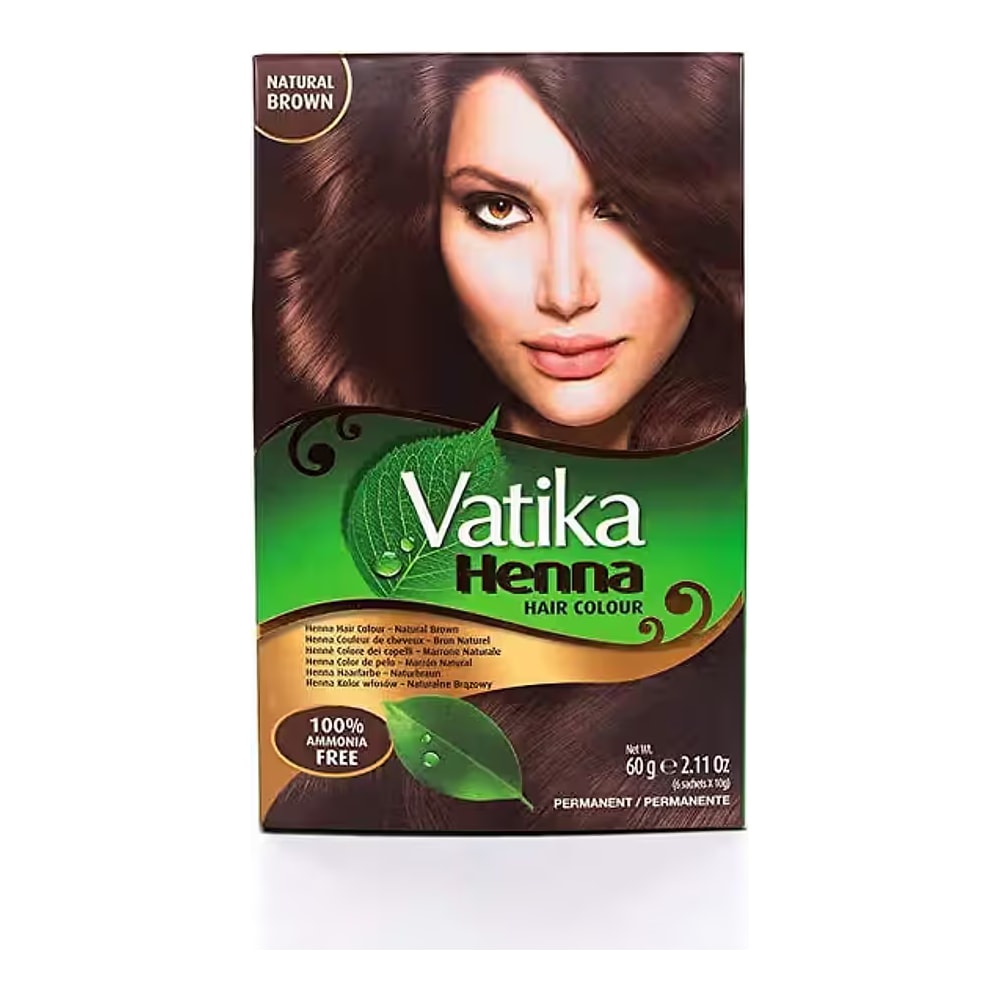 NATURAL
BROWN
Vatika
Henna
HAIR COLOUR
Henna Hair Colour – Natural Brown
Henna Couleur de cheveux – Brun Naturel
Hennè Colore dei capelli – Marrone Naturale
Henna Color de pelo – Marrón Natural
Henna Haarfarbe – Naturbraun
Henna Kolor włosów – Naturalne Brązowy
100%
AMMONIA
FREE
Net Wt.
60 g ℮ 2.11 Oz
(6 sachets X 10g)
PERMANENT / PERMANENTE